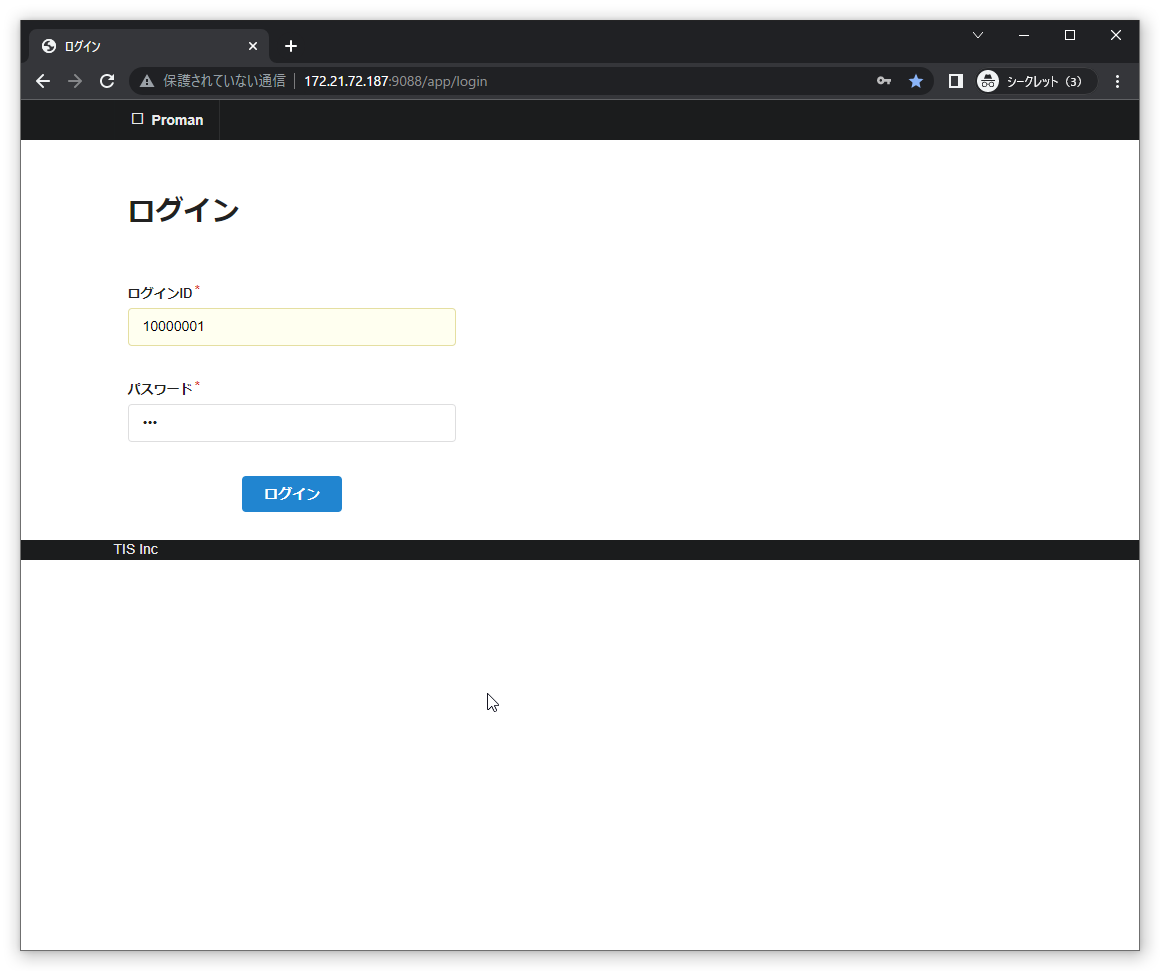 ログイン
保護されていない通信 172.21.72.187:9088/app/login シークレット (3)
Proman
ログイン
ログインID*
10000001
パスワード*
•••
ログイン
TIS Inc